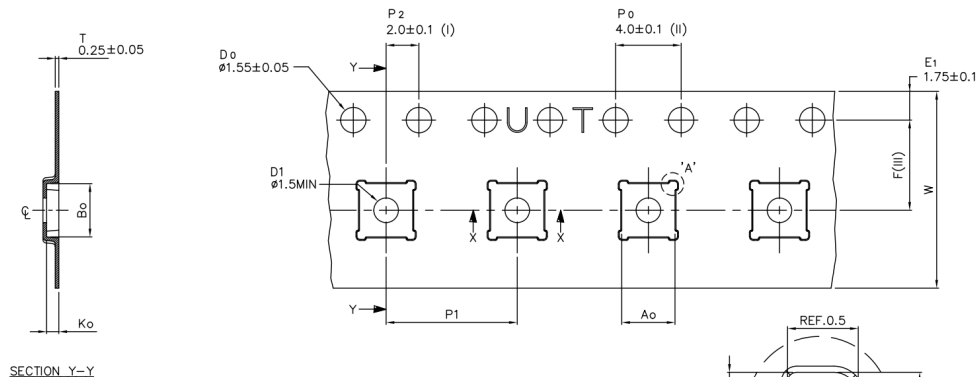 T
0.25±0.05
P2
2.0±0.1 (I)
P0
4.0±0.1 (II)
D0
ø1.55±0.05
Y
E1
1.75±0.1
U T
'A'
D1
ø1.5MIN
F(III)
W
Bo
℄
X X
Y
P1
Ao
Ko
REF.0.5
SECTION Y-Y